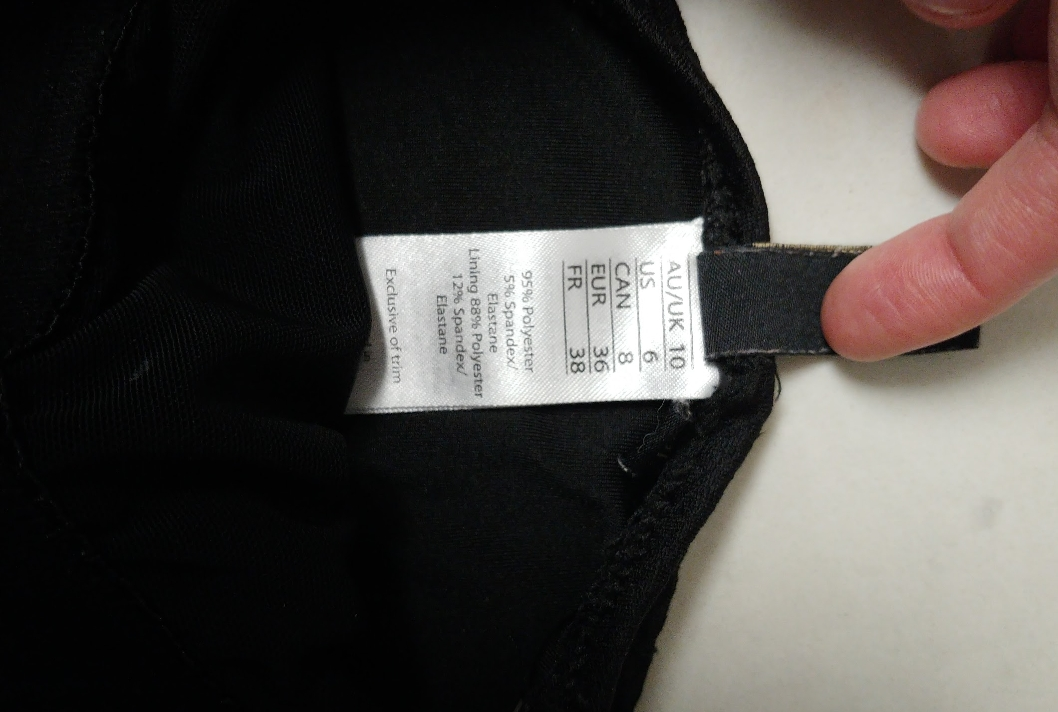 AU/UK 10
US 6
CAN 8
EUR 36
FR 38
95% Polyester
5% Spandex/
Elastane
Lining 88% Polyester
12% Spandex/
Elastane
Exclusive of trim